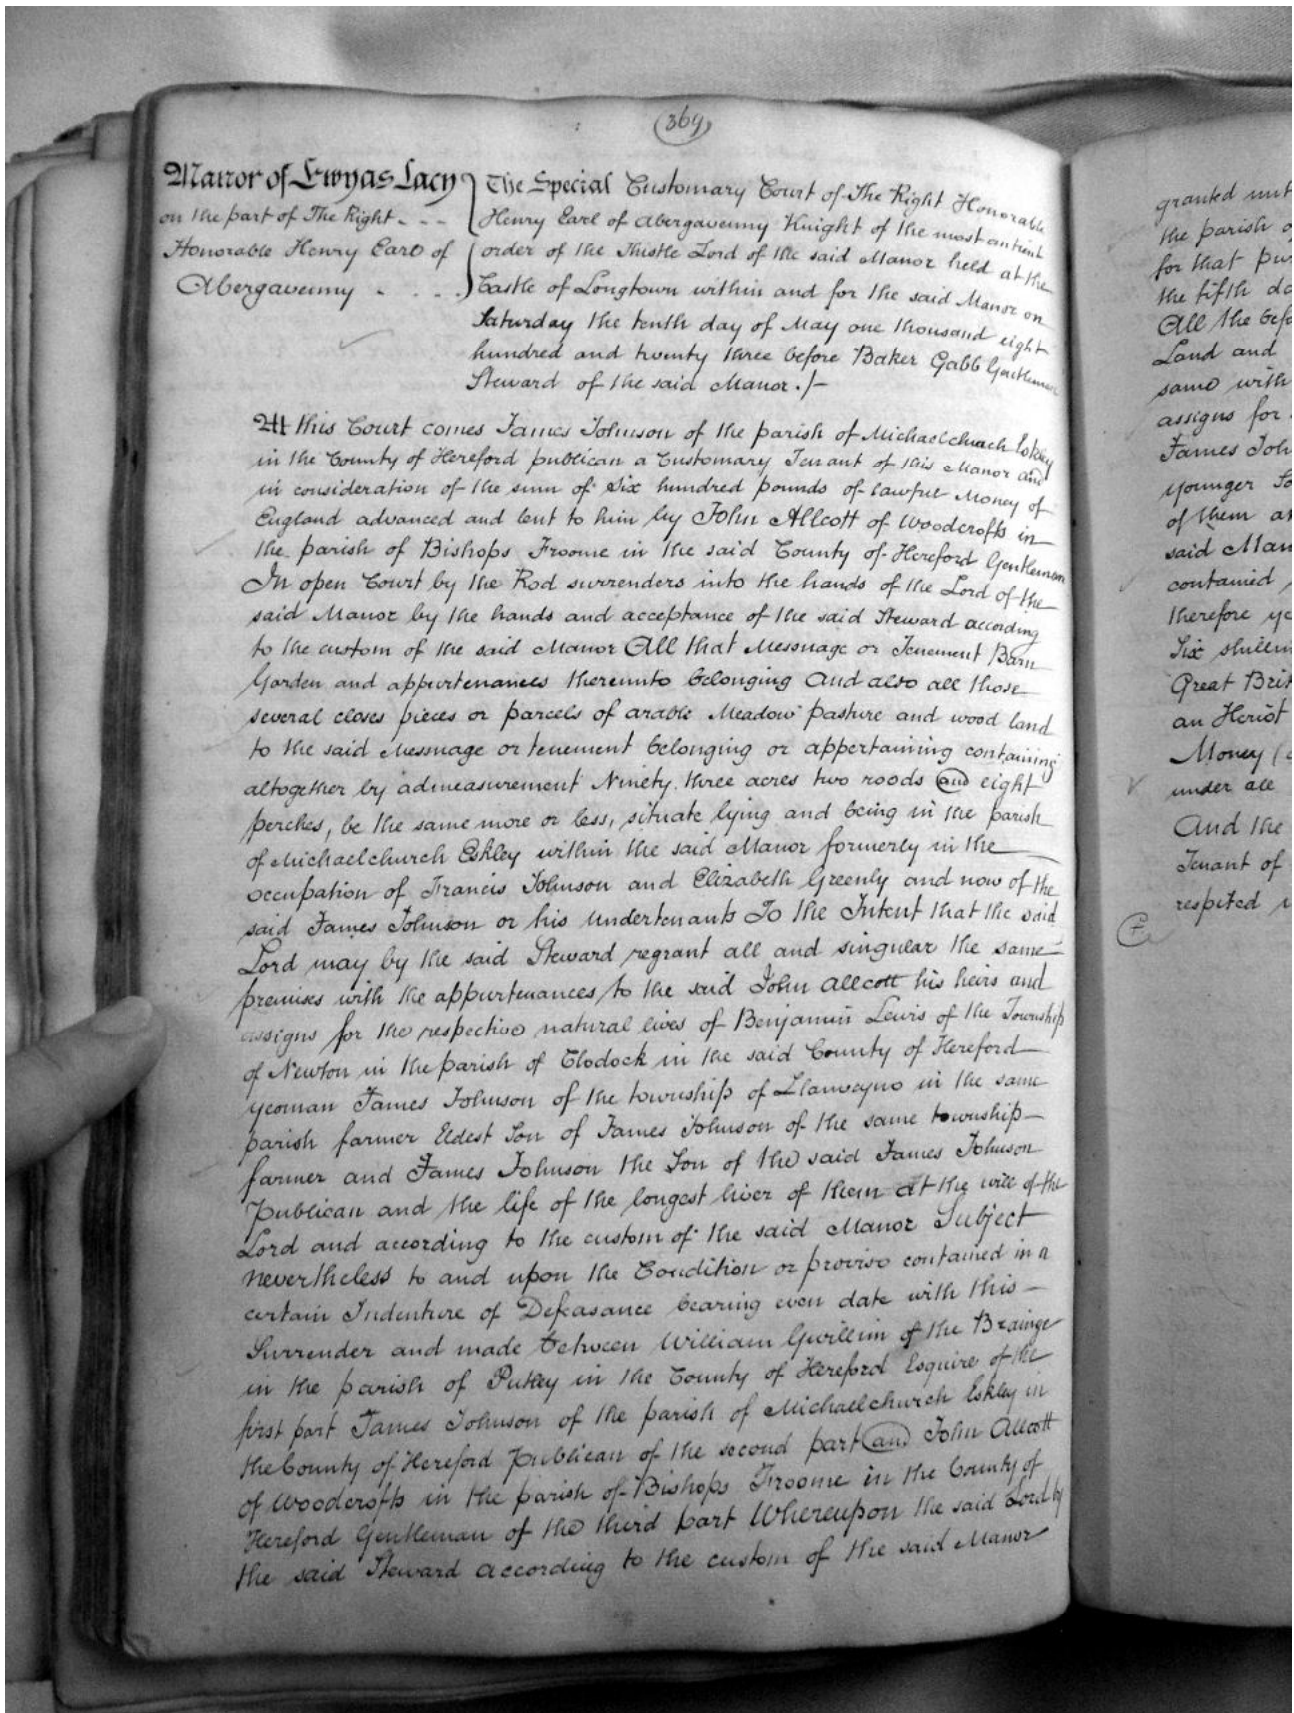 369
Manor of Ewyas Lacy
on the part of The Right - - -
Honorable Henry Earl of
Abergavenny - . . .
The Special Customary Court of The Right Honorable
Henry Earl of Abergavenny Knight of the most antient
order of the Thistle Lord of the said Manor held at the
Castle of Longtown within and for the said Manor on
Saturday the tenth day of May one thousand eight
hundred and twenty three before Baker Gabb Gentleman
Steward of the said Manor./-
At this Court comes James Johnson of the parish of Michaelchurch Eskley
in the County of Hereford publican a Customary Tenant of this Manor and
in consideration of the sum of Six hundred pounds of lawful Money of
England advanced and lent to him by John Allcott of Woodcrofts in
the parish of Bishops Froome in the said County of Hereford Gentleman
In open Court by the Rod surrenders into the hands of the Lord of the
said Manor by the hands and acceptance of the said Steward according
to the custom of the said Manor All that Messuage or Tenement Barn
Garden and appurtenances thereunto belonging And also all those
several closes pieces or parcels of arable Meadow pasture and wood land
to the said Messuage or tenement belonging or appertaining containing
altogether by admeasurement Ninety three acres two roods and eight
perches, be the same more or less, situate lying and being in the parish
of Michaelchurch Eskley within the said Manor formerly in the
occupation of Francis Johnson and Elizabeth Greenly and now of the
said James Johnson or his undertenants To the Intent that the said
Lord may by the said Steward regrant all and singular the same
premises with the appurtenances to the said John Allcott his heirs and
assigns for the respective natural lives of Benjamin Lewis of the Township
of Newton in the parish of Clodock in the said County of Hereford
yeoman James Johnson of the township of Llanveyno in the same
parish farmer Eldest Son of James Johnson of the same township
farmer and James Johnson the Son of the said James Johnson
Publican and the life of the longest liver of them at the will of the
Lord and according to the custom of the said Manor Subject
nevertheless to and upon the Condition or proviso contained in a
certain Indenture of Defeasance bearing even date with this
Surrender and made between William Gwillim of the Brainge
in the parish of Putley in the County of Hereford Esquire of the
first part James Johnson of the parish of Michaelchurch Eskley in
the County of Hereford Publican of the second part and John Allcott
of Woodcrofts in the parish of Bishops Froome in the County of
Hereford Gentleman of the third part Whereupon the said Lord by
the said Steward according to the custom of the said Manor
granted unt
the parish o
for that pur
the fifth da
All the befo
Land and
same with
assigns for
James Joh
younger So
of them at
said Man
contained
therefore ye
Six shillin
Great Brit
an Heriot
Money (
under all
And the
Tenant of
respited